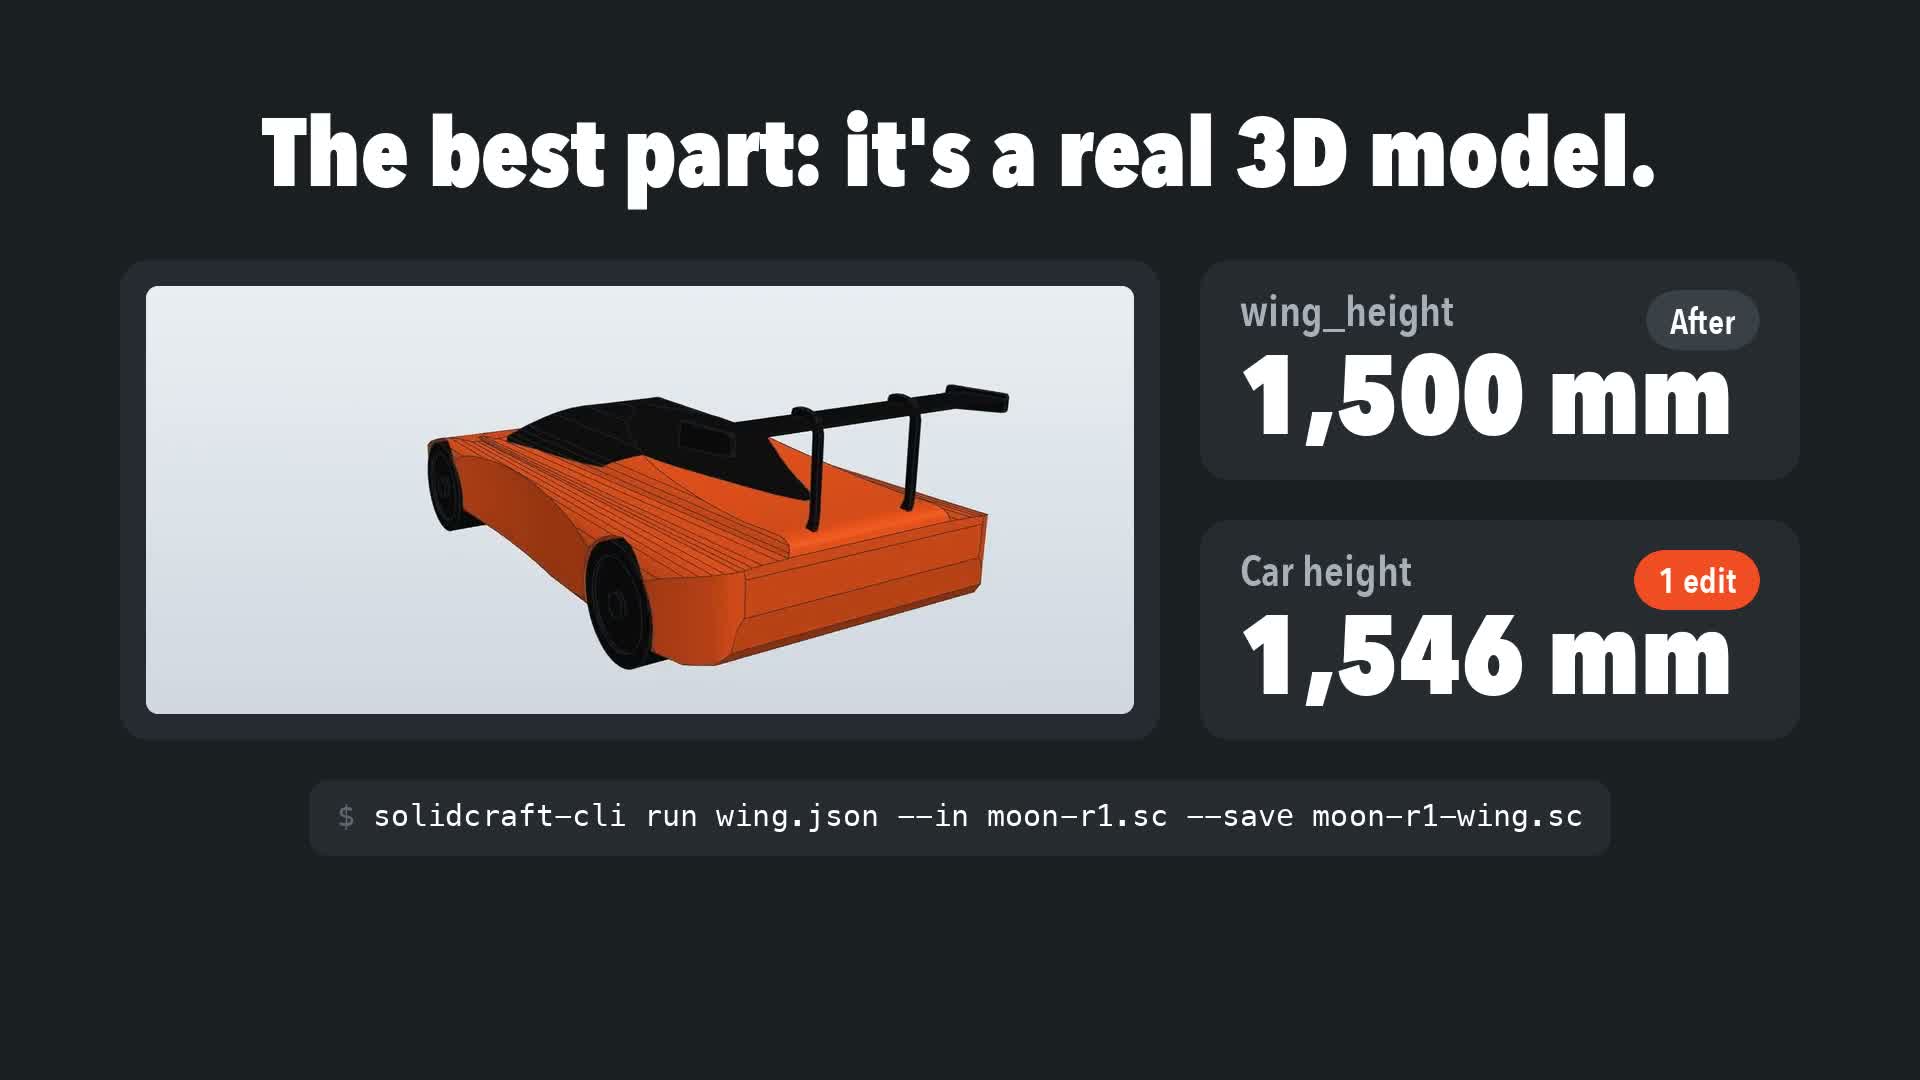 The best part: it's a real 3D model.
wing_height
After
1,500 mm
Car height
1 edit
1,546 mm
$ solidcraft-cli run wing.json --in moon-r1.sc --save moon-r1-wing.sc